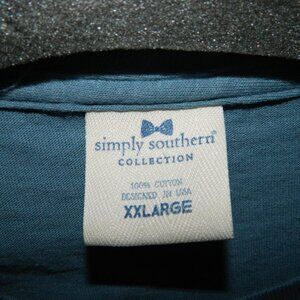 simply southern®
COLLECTION
100% COTTON
DESIGNED IN USA
XXLARGE